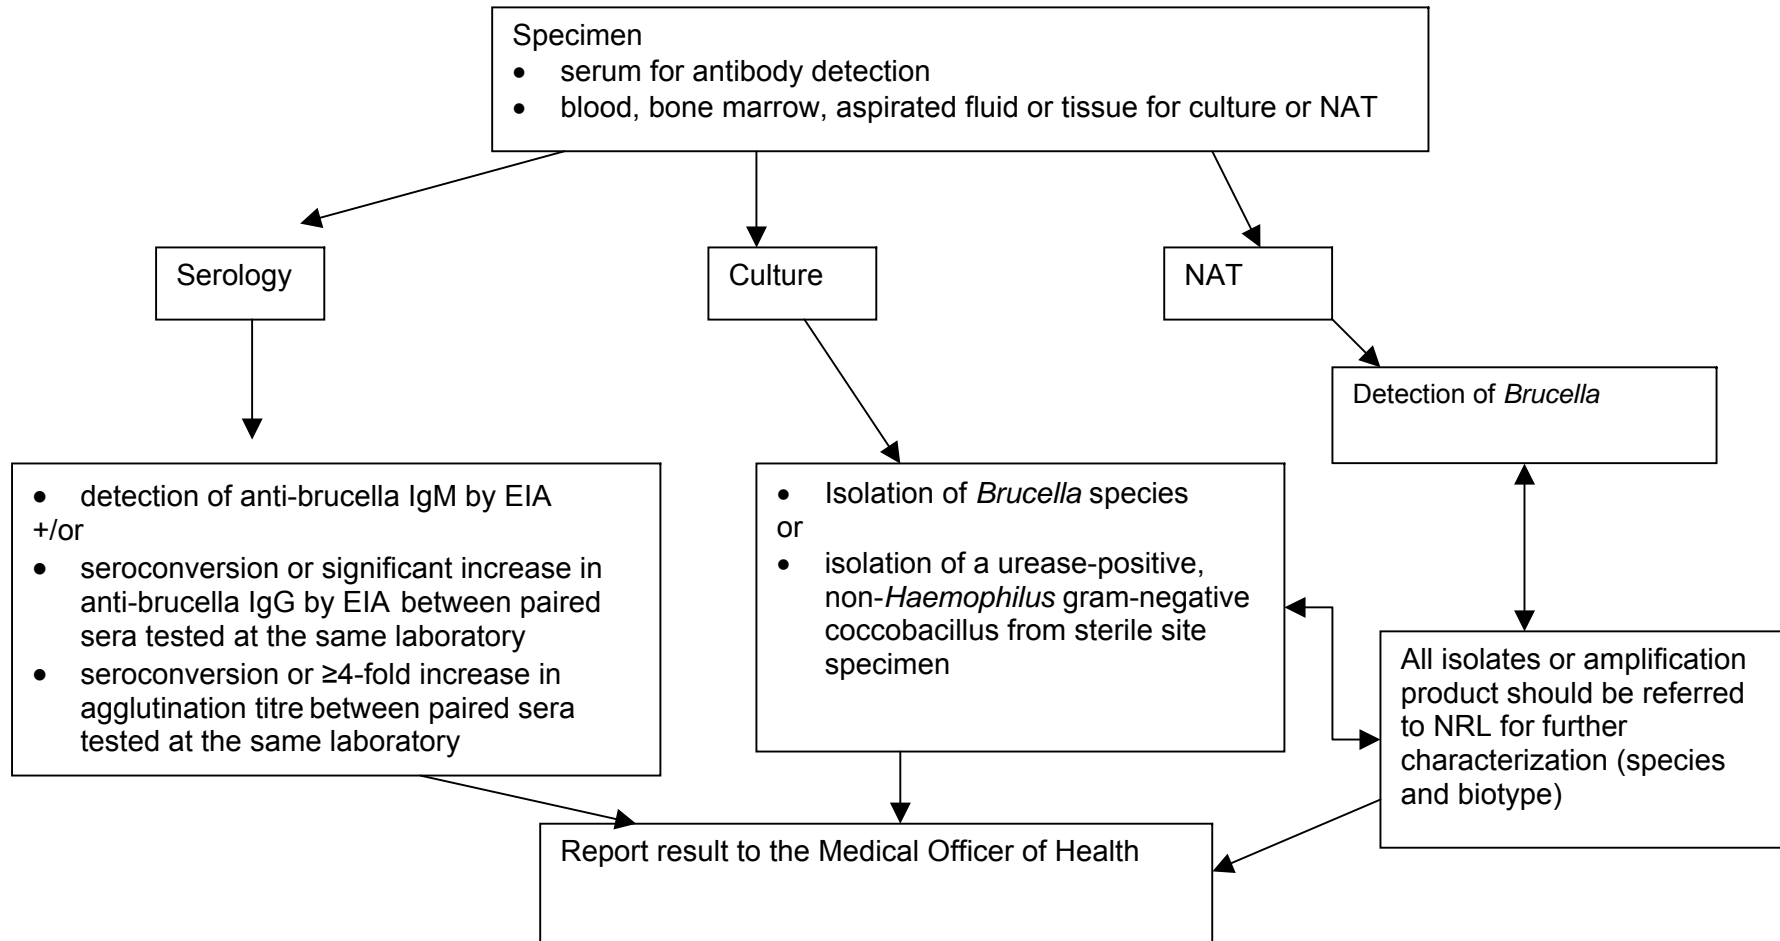 Specimen
• serum for antibody detection
• blood, bone marrow, aspirated fluid or tissue for culture or NAT
Serology
Culture
NAT
Detection of Brucella
• detection of anti-brucella IgM by EIA
+/or
• seroconversion or significant increase in
anti-brucella IgG by EIA between paired
sera tested at the same laboratory
• seroconversion or ≥4-fold increase in
agglutination titre between paired sera
tested at the same laboratory
• Isolation of Brucella species
or
• isolation of a urease-positive,
non-Haemophilus gram-negative
coccobacillus from sterile site
specimen
All isolates or amplification
product should be referred
to NRL for further
characterization (species
and biotype)
Report result to the Medical Officer of Health